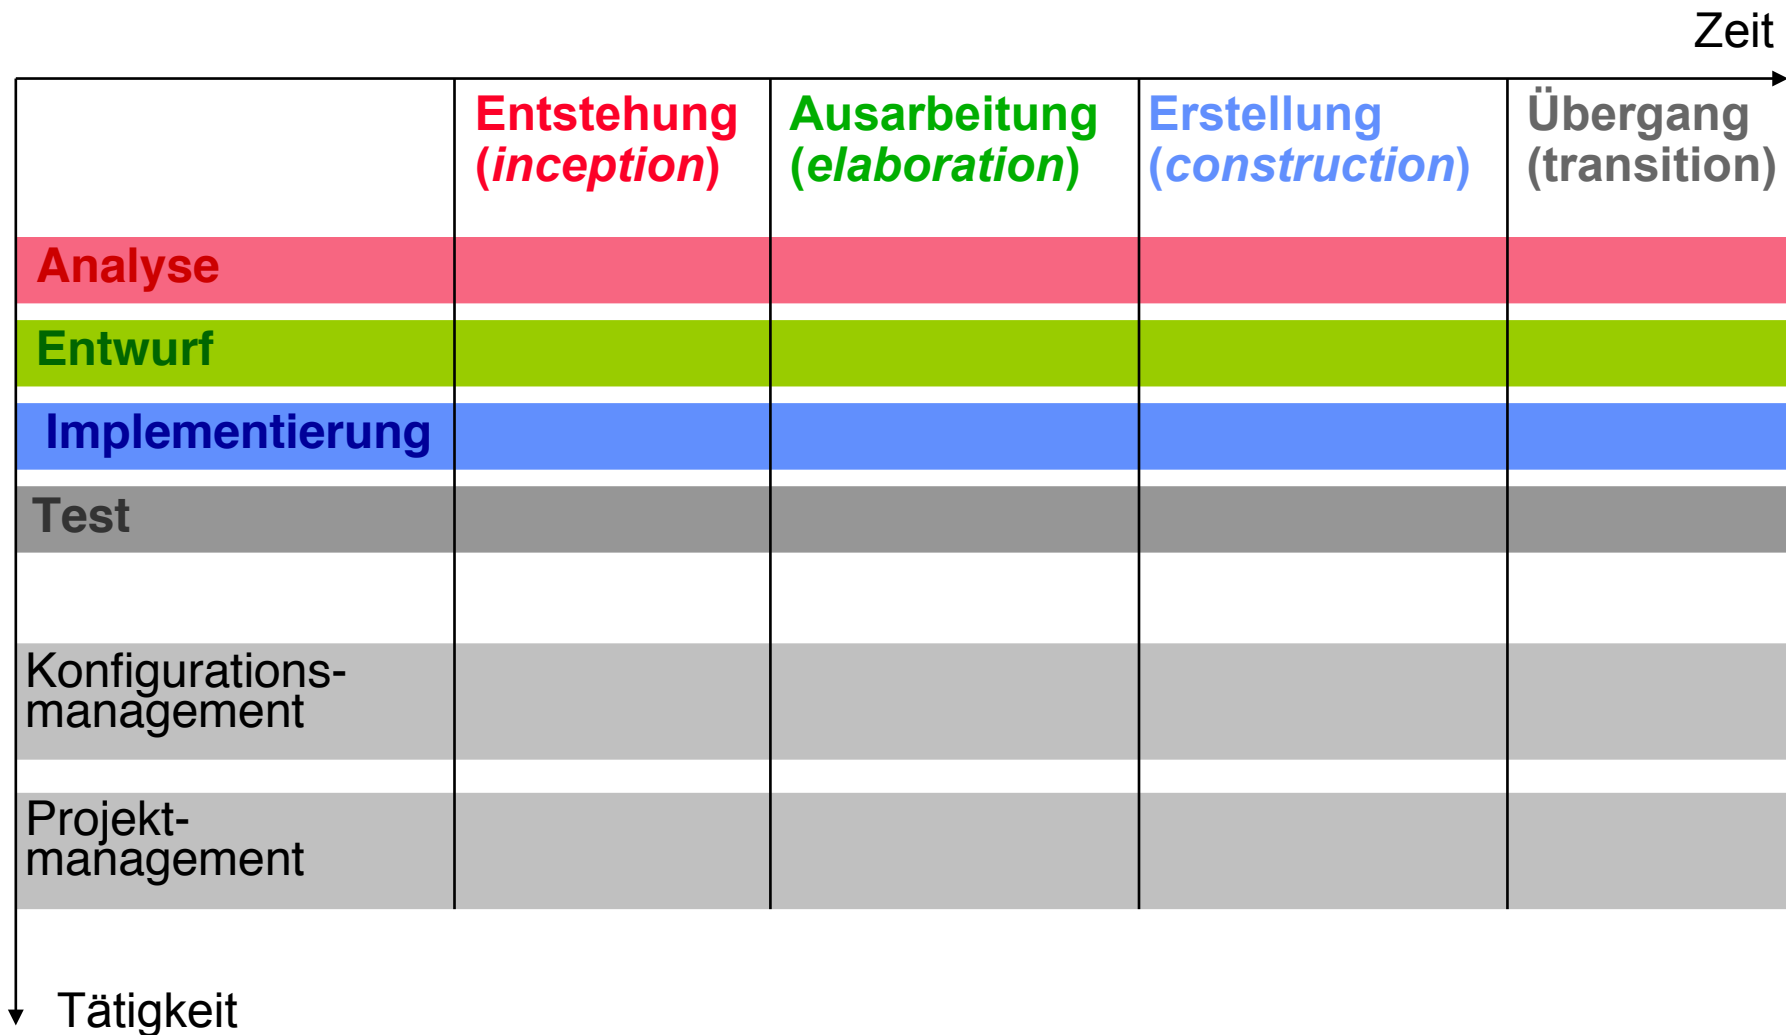 Zeit
Entstehung
(inception)
Ausarbeitung
(elaboration)
Erstellung
(construction)
Übergang
(transition)
Analyse
Entwurf
Implementierung
Test
Konfigurations-
management
Projekt-
management
Tätigkeit